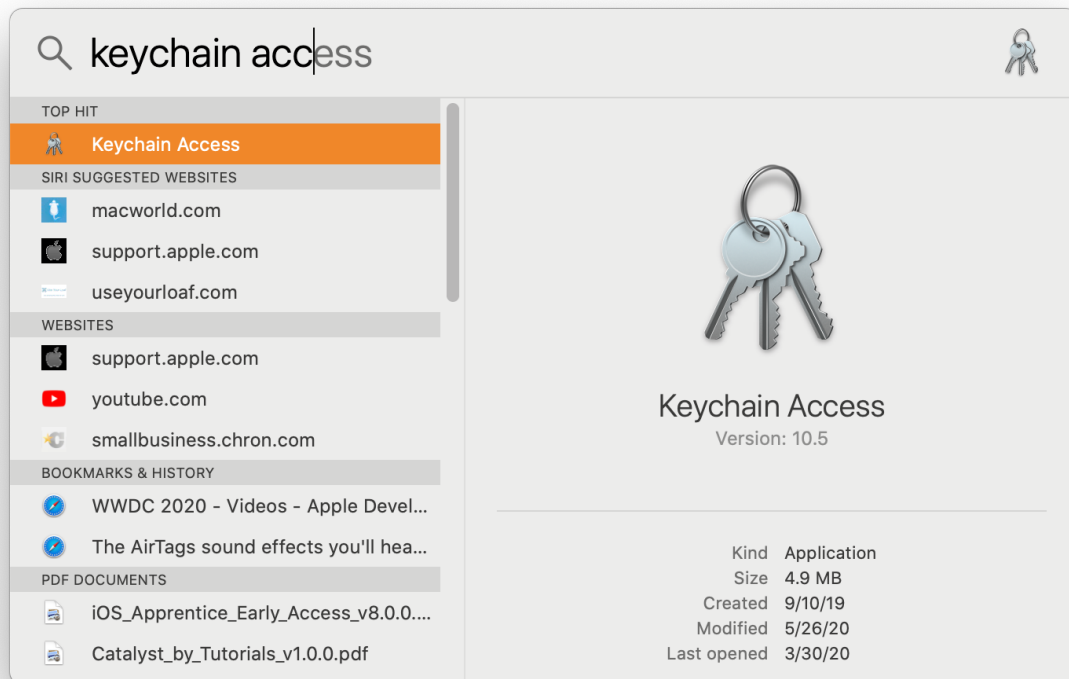 keychain access
TOP HIT
Keychain Access
SIRI SUGGESTED WEBSITES
macworld.com
support.apple.com
useyourloaf.com
WEBSITES
support.apple.com
youtube.com
smallbusiness.chron.com
BOOKMARKS & HISTORY
WWDC 2020 - Videos - Apple Devel...
The AirTags sound effects you'll hea...
PDF DOCUMENTS
iOS_Apprentice_Early_Access_v8.0.0....
Catalyst_by_Tutorials_v1.0.0.pdf
Keychain Access
Version: 10.5
Kind Application
Size 4.9 MB
Created 9/10/19
Modified 5/26/20
Last opened 3/30/20